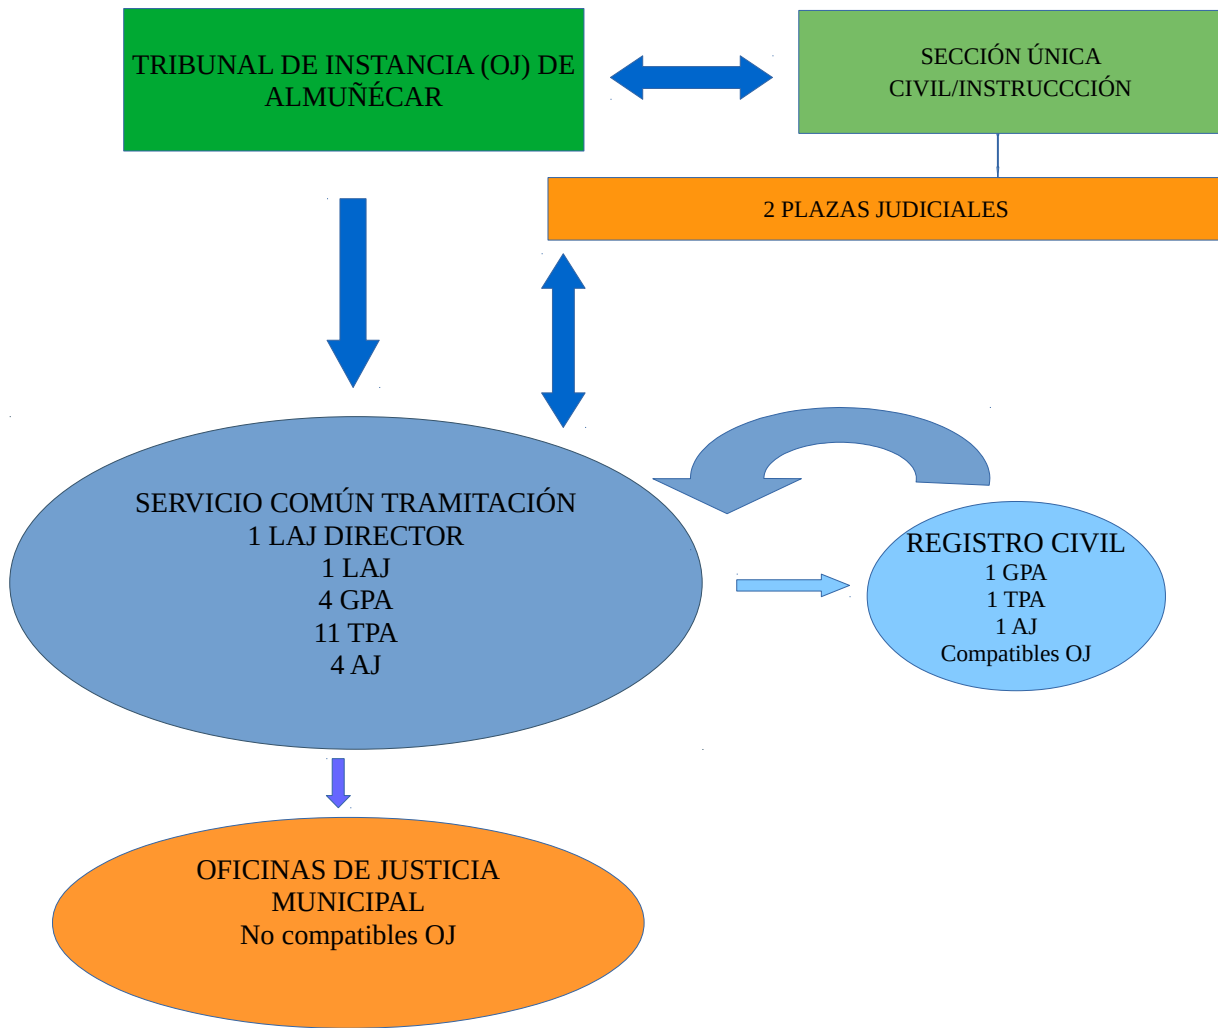 TRIBUNAL DE INSTANCIA (OJ) DE
ALMUÑÉCAR
SECCIÓN ÚNICA
CIVIL/INSTRUCCCIÓN
2 PLAZAS JUDICIALES
SERVICIO COMÚN TRAMITACIÓN
1 LAJ DIRECTOR
1 LAJ
4 GPA
11 TPA
4 AJ
REGISTRO CIVIL
1 GPA
1 TPA
1 AJ
Compatibles OJ
OFICINAS DE JUSTICIA
MUNICIPAL
No compatibles OJ